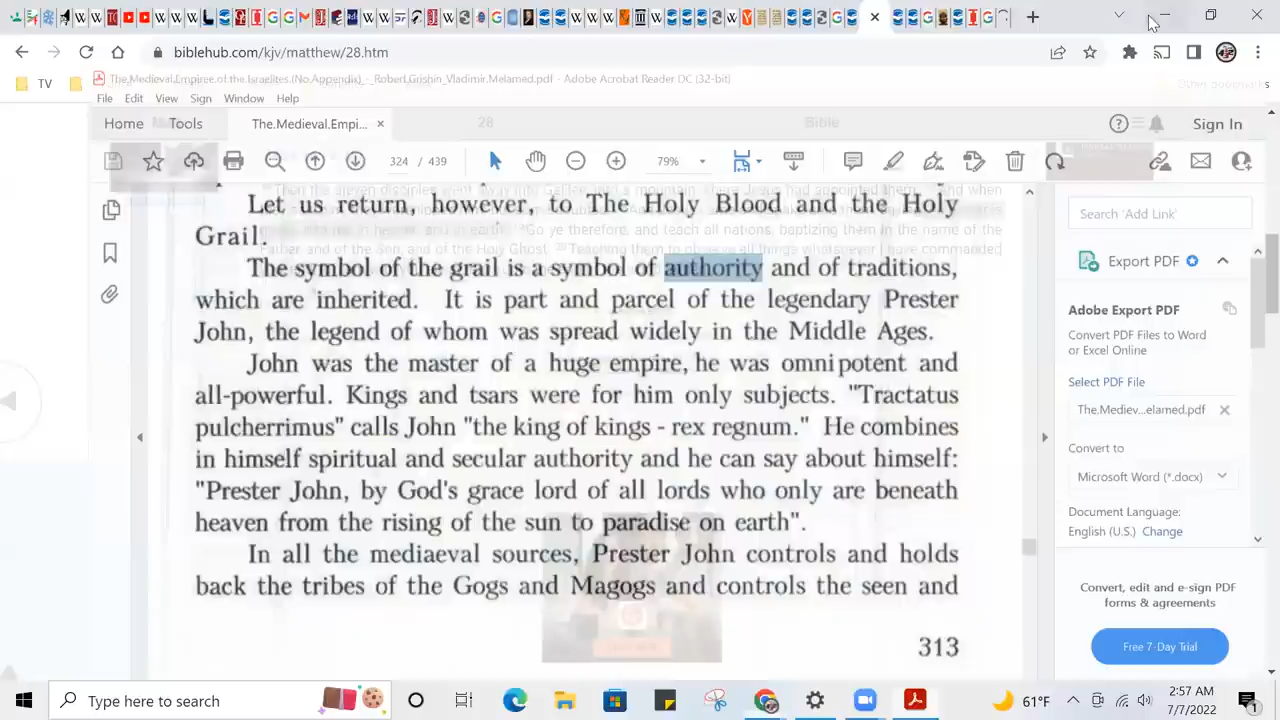 biblehub.com/kjv/matthew/28.htm
TV
Other bookmarks
The.Medieval.Empiree.of.the.Israelites.(No.Appendix)_-_Robert.Grishin_Vladimir.Melamed.pdf - Adobe Acrobat Reader DC (32-bit)
File Edit View Sign Window Help
Home Tools The.Medieval.Empi... × 28 Bible Sign In
324 / 439 79%
Let us return, however, to The Holy Blood and the Holy
Grail.
The symbol of the grail is a symbol of authority and of traditions,
which are inherited. It is part and parcel of the legendary Prester
John, the legend of whom was spread widely in the Middle Ages.
John was the master of a huge empire, he was omnipotent and
all-powerful. Kings and tsars were for him only subjects. "Tractatus
pulcherrimus" calls John "the king of kings - rex regnum." He combines
in himself spiritual and secular authority and he can say about himself:
"Prester John, by God's grace lord of all lords who only are beneath
heaven from the rising of the sun to paradise on earth".
In all the mediaeval sources, Prester John controls and holds
back the tribes of the Gogs and Magogs and controls the seen and
313
Search 'Add Link'
Export PDF
Adobe Export PDF
Convert PDF Files to Word
or Excel Online
Select PDF File
The.Mediev...elamed.pdf
Convert to
Microsoft Word (*.docx)
Document Language:
English (U.S.) Change
Convert, edit and e-sign PDF
forms & agreements
Free 7-Day Trial
Type here to search
61°F
2:57 AM
7/7/2022
1